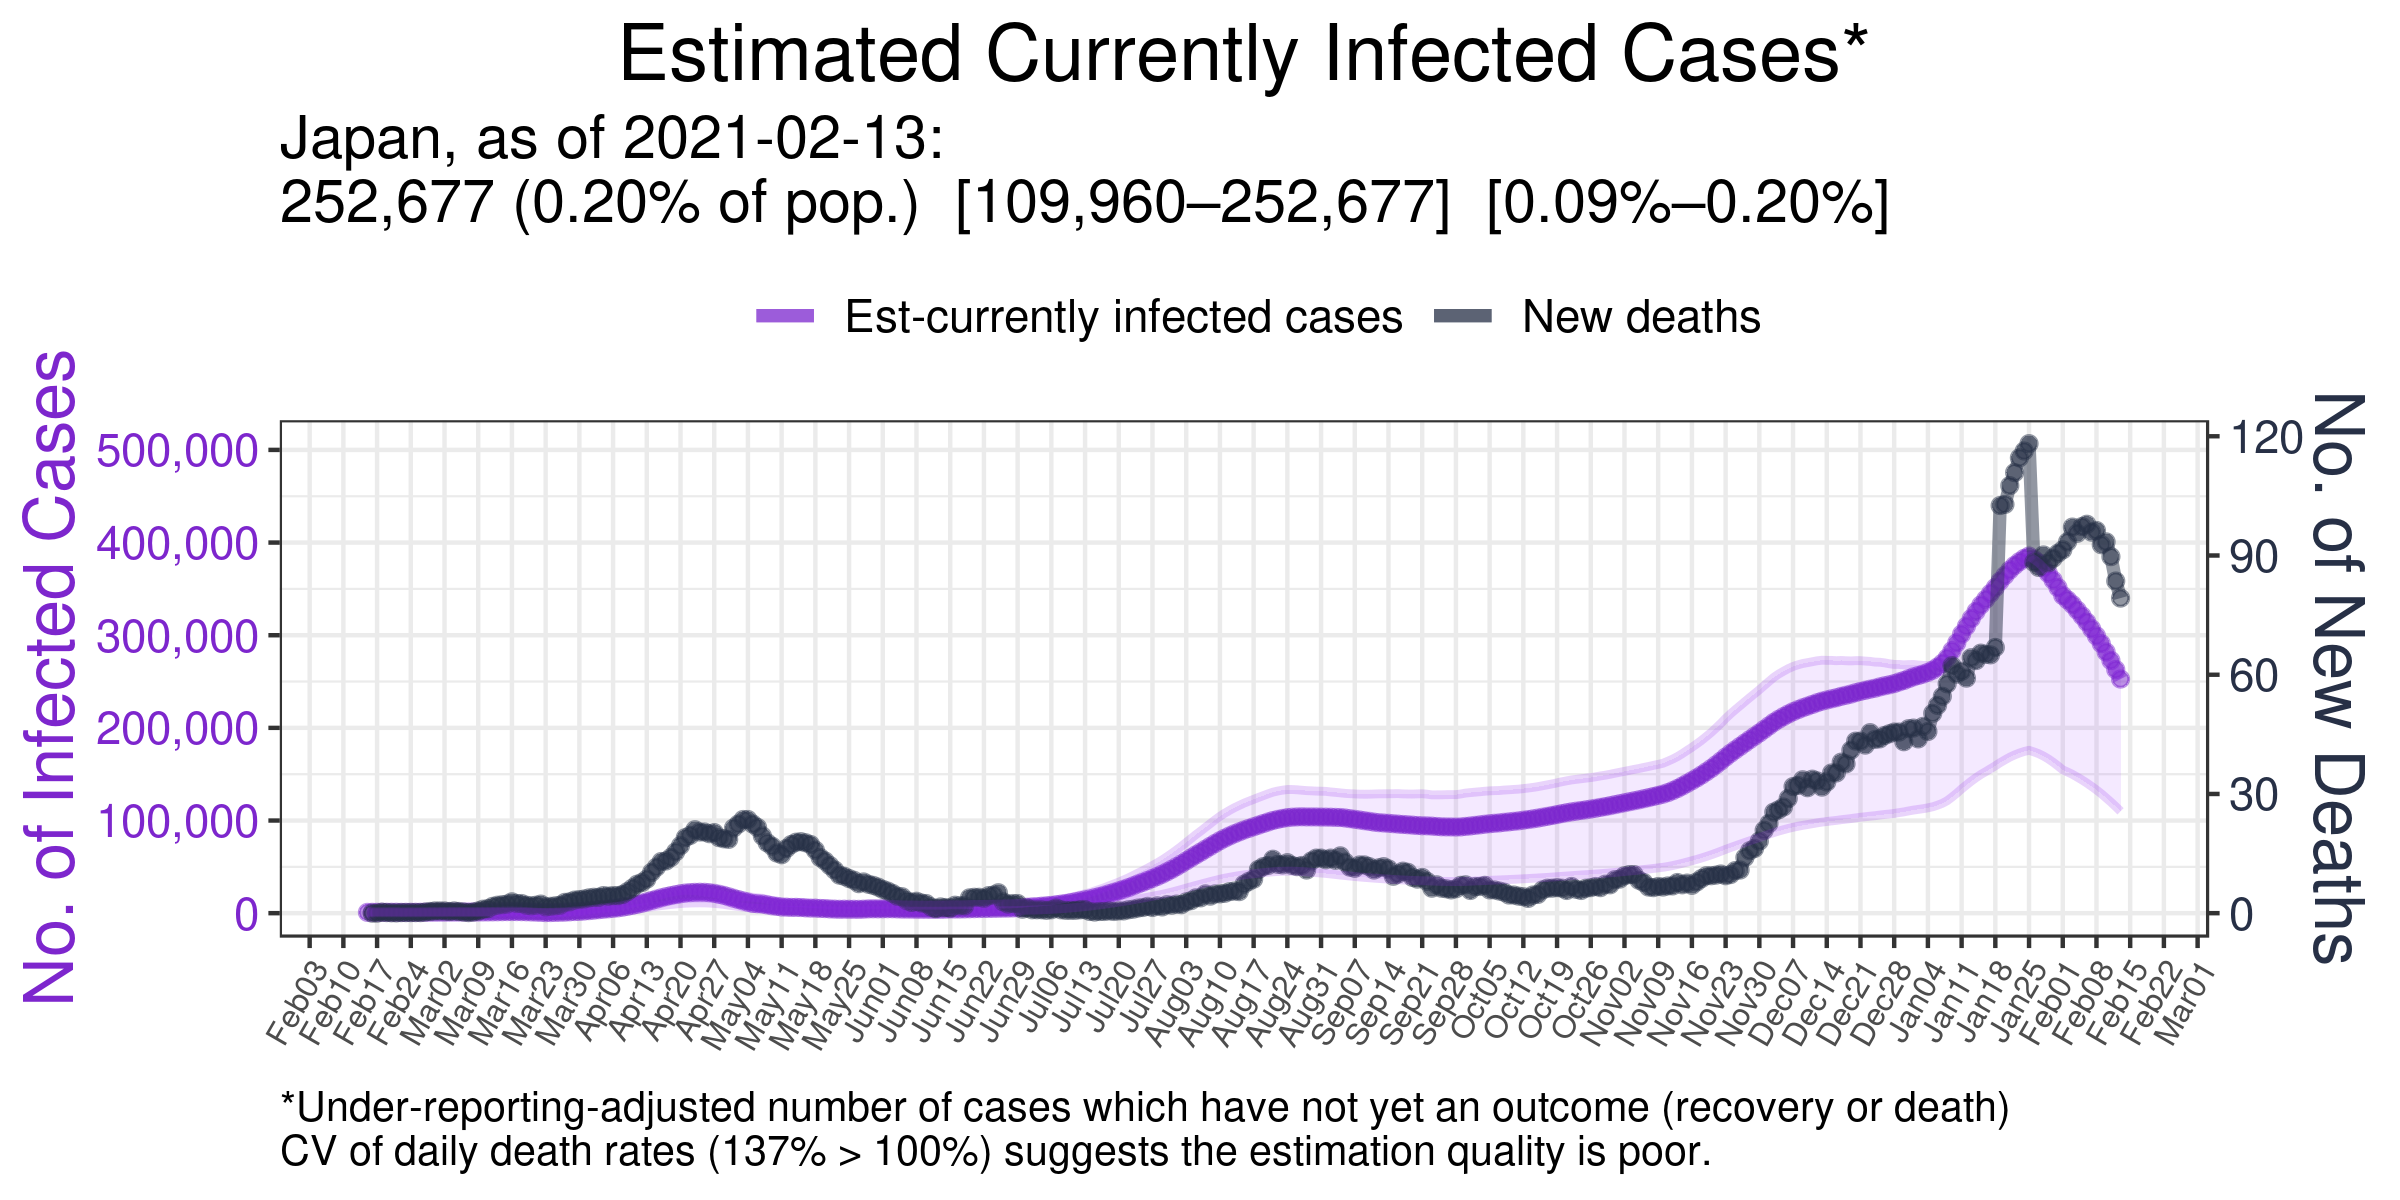 Estimated Currently Infected Cases*
Japan, as of 2021-02-13:
252,677 (0.20% of pop.) [109,960–252,677] [0.09%–0.20%]
Est-currently infected cases New deaths
No. of Infected Cases
500,000
400,000
300,000
200,000
100,000
0
120
90
60
30
0
No. of New Deaths
Feb03 Feb10 Feb17 Feb24 Mar02 Mar09 Mar16 Mar23 Mar30 Apr06 Apr13 Apr20 Apr27 May04 May11 May18 May25 Jun01 Jun08 Jun15 Jun22 Jun29 Jul06 Jul13 Jul20 Jul27 Aug03 Aug10 Aug17 Aug24 Aug31 Sep07 Sep14 Sep21 Sep28 Oct05 Oct12 Oct19 Oct26 Nov02 Nov09 Nov16 Nov23 Nov30 Dec07 Dec14 Dec21 Dec28 Jan04 Jan11 Jan18 Jan25 Feb01 Feb08 Feb15 Feb22 Mar01
*Under-reporting-adjusted number of cases which have not yet an outcome (recovery or death)
CV of daily death rates (137% > 100%) suggests the estimation quality is poor.